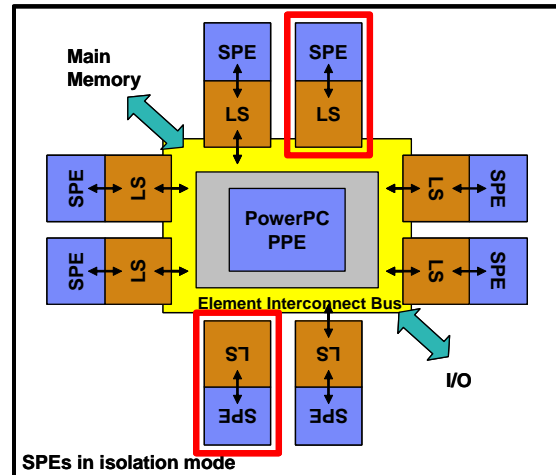 SPE
SPE
Main
Memory
LS
LS
SPE
LS
LS
SPE
PowerPC
PPE
SPE
LS
LS
SPE
Element Interconnect Bus
LS
LS
I/O
SPE
SPE
SPEs in isolation mode